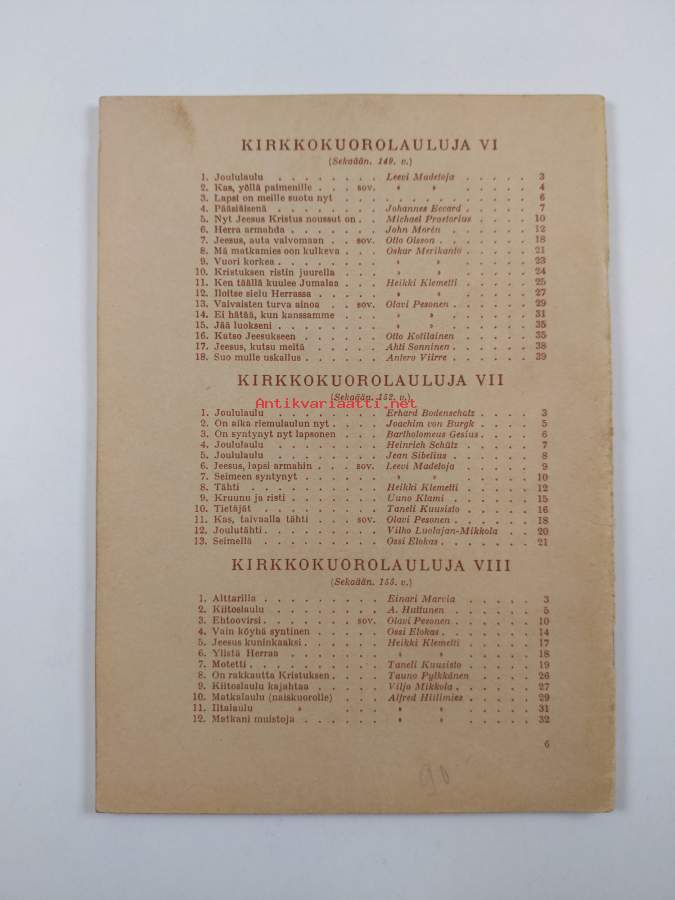 KIRKKOKUOROLAULUJA VI
(Sekaään. 149. v.)
1. Joululaulu . . . . . . . . Leevi Madetoja . . . . . 3
2. Kas, yöllä paimenille . . . sov. » » . . . . . 4
3. Lapsi on meille suotu nyt . . . . . . . . . . . . 6
4. Pääsiäisenä . . . . . . . . Johannes Eccard . . . . 7
5. Nyt Jeesus Kristus noussut on . . Michael Praetorius . . . . 10
6. Herra armahda . . . . . . . John Morén . . . . . 12
7. Jeesus, auta valvomaan . . sov. Otto Olsson . . . . . 18
8. Mä matkamies oon kulkeva . . . Oskar Merikanto . . . . . 21
9. Vuori korkea . . . . . . . » » . . . . . 23
10. Kristuksen ristin juurella . . . . » » . . . . . 24
11. Ken täällä kuulee Jumalaa . . . Heikki Klemetti . . . . . 25
12. Iloitse sielu Herrassa . . . . . » » . . . . . 27
13. Vaivaisten turva ainoa . . sov. Olavi Pesonen . . . . . 29
14. Ei hätää, kun kanssamme . . . » » . . . . . 31
15. Jää luokseni . . . . . . . » » . . . . . 35
16. Katso Jeesukseen . . . . . . Otto Kotilainen . . . . . 35
17. Jeesus, kutsu meitä . . . . . Ahti Sonninen . . . . . 38
18. Suo mulle uskallus . . . . . Antero Viirre . . . . . 39
KIRKKOKUOROLAULUJA VII
(Sekaään. 152. v.)
Antikvariaatti.net
1. Joululaulu . . . . . . . . Erhard Bodenschatz . . . . 3
2. On aika riemulaulun nyt . . . . Joachim von Burgk . . . . 5
3. On syntynyt nyt lapsonen . . . Bartholomeus Gesius . . . . 6
4. Joululaulu . . . . . . . . Heinrich Schütz . . . . . 7
5. Joululaulu . . . . . . . . Jean Sibelius . . . . . 8
6. Jeesus, lapsi armahin . . . sov. Leevi Madetoja . . . . . 9
7. Seimeen syntynyt . . . . . . » » . . . . . 10
8. Tähti . . . . . . . . . . Heikki Klemetti . . . . . 12
9. Kruunu ja risti . . . . . . . Uuno Klami . . . . . 15
10. Tietäjät . . . . . . . . . Taneli Kuusisto . . . . . 16
11. Kas, taivaalla tähti . . . sov. Olavi Pesonen . . . . . 18
12. Joulutähti . . . . . . . . Vilho Luolajan-Mikkola . . . 20
13. Seimellä . . . . . . . . . Ossi Elokas . . . . . 21
KIRKKOKUOROLAULUJA VIII
(Sekaään. 155. v.)
1. Alttarilla . . . . . . . . . Einari Marvia . . . . . 3
2. Kiitoslaulu . . . . . . . . A. Huttunen . . . . . 5
3. Ehtoovirsi . . . . . . . sov. Olavi Pesonen . . . . . 10
4. Vain köyhä syntinen . . . . . Ossi Elokas . . . . . 14
5. Jeesus kuninkaaksi . . . . . Heikki Klemetti . . . . . 17
6. Ylistä Herraa . . . . . . . » » . . . . . 18
7. Motetti . . . . . . . . . Taneli Kuusisto . . . . . 19
8. On rakkautta Kristuksen . . . . Tauno Pylkkänen . . . . 26
9. Kiitoslaulu kajahtaa . . . . . Viljo Mikkola . . . . . 27
10. Matkalaulu (naiskuorolle) . . . Alfred Hiilimies . . . . . 29
11. Iltalaulu » . . . » » . . . . . 31
12. Matkani muistoja . . . . . . » » . . . . . 32
6
90